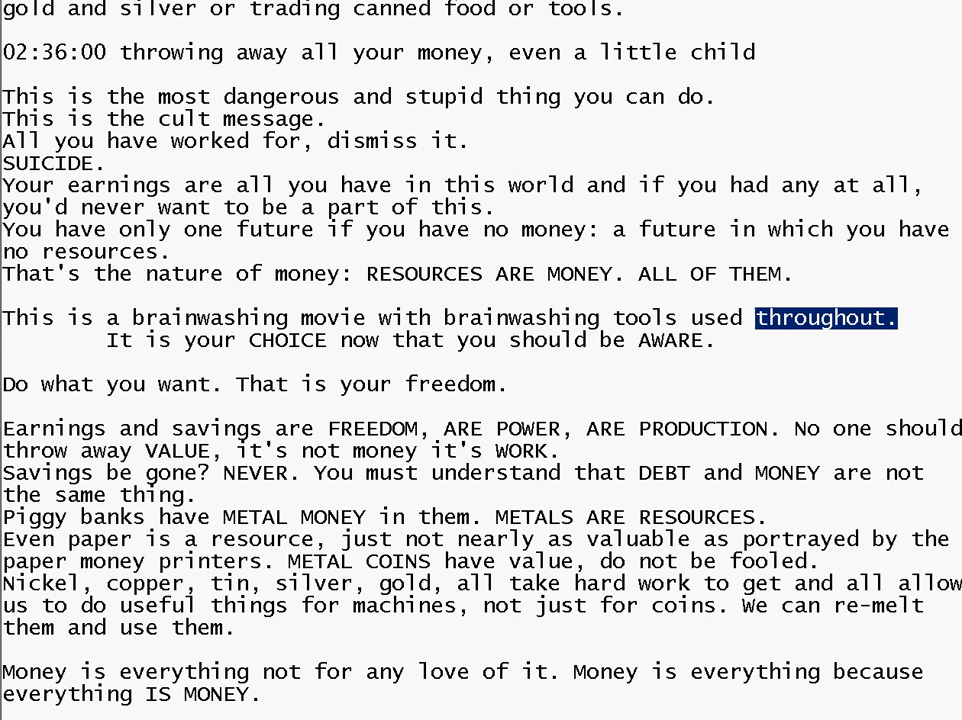 gold and silver or trading canned food or tools.
02:36:00 throwing away all your money, even a little child
This is the most dangerous and stupid thing you can do.
This is the cult message.
All you have worked for, dismiss it.
SUICIDE.
Your earnings are all you have in this world and if you had any at all,
you'd never want to be a part of this.
You have only one future if you have no money: a future in which you have
no resources.
That's the nature of money: RESOURCES ARE MONEY. ALL OF THEM.
This is a brainwashing movie with brainwashing tools used throughout.
It is your CHOICE now that you should be AWARE.
Do what you want. That is your freedom.
Earnings and savings are FREEDOM, ARE POWER, ARE PRODUCTION. No one should
throw away VALUE, it's not money it's WORK.
Savings be gone? NEVER. You must understand that DEBT and MONEY are not
the same thing.
Piggy banks have METAL MONEY in them. METALS ARE RESOURCES.
Even paper is a resource, just not nearly as valuable as portrayed by the
paper money printers. METAL COINS have value, do not be fooled.
Nickel, copper, tin, silver, gold, all take hard work to get and all allow
us to do useful things for machines, not just for coins. We can re-melt
them and use them.
Money is everything not for any love of it. Money is everything because
everything IS MONEY.